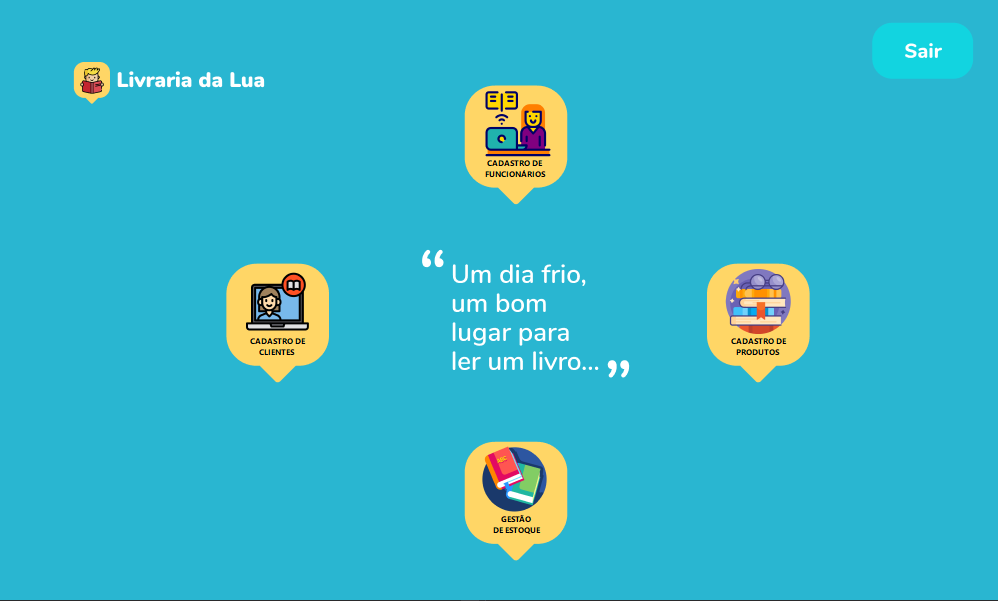 Sair
Livraria da Lua
CADASTRO DE
FUNCIONÁRIOS
“ Um dia frio,
um bom
lugar para
ler um livro... ”
CADASTRO DE
CLIENTES
CADASTRO DE
PRODUTOS
GESTÃO
DE ESTOQUE